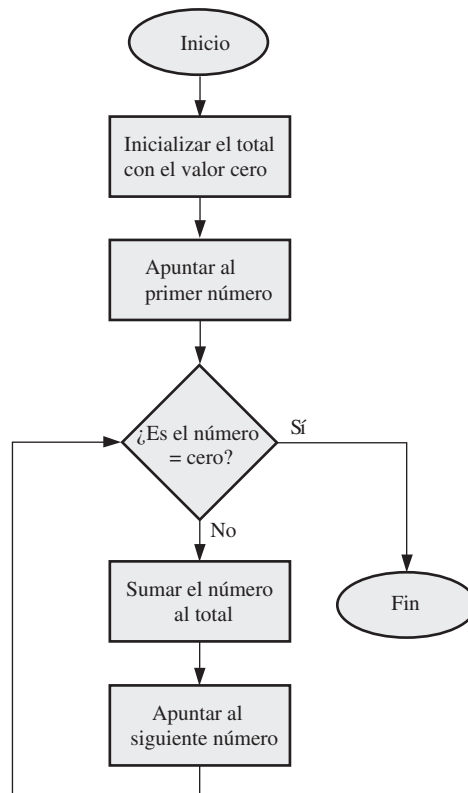 Inicio
Inicializar el total
con el valor cero
Apuntar al
primer número
¿Es el número
= cero?
Sí
No
Sumar el número
al total
Fin
Apuntar al
siguiente número